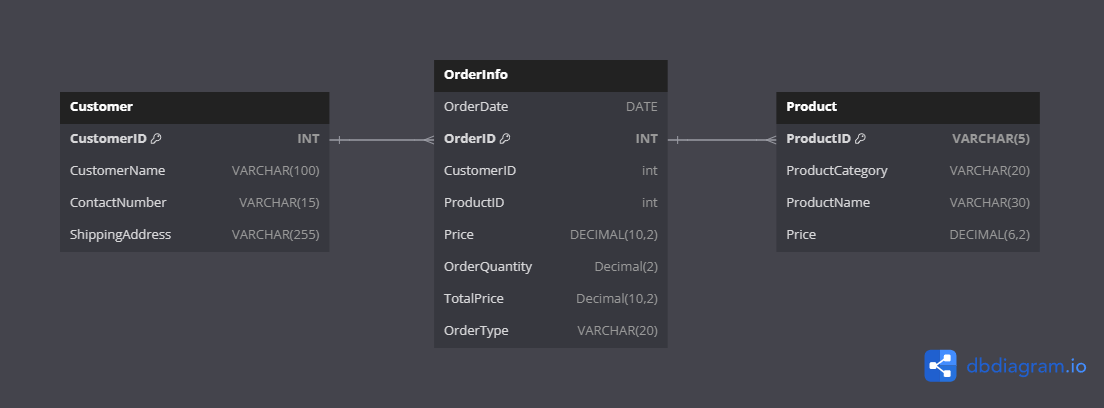 Customer
CustomerID INT
CustomerName VARCHAR(100)
ContactNumber VARCHAR(15)
ShippingAddress VARCHAR(255)
OrderInfo
OrderDate DATE
OrderID INT
CustomerID int
ProductID int
Price DECIMAL(10,2)
OrderQuantity Decimal(2)
TotalPrice Decimal(10,2)
OrderType VARCHAR(20)
Product
ProductID VARCHAR(5)
ProductCategory VARCHAR(20)
ProductName VARCHAR(30)
Price DECIMAL(6,2)
dbdiagram.io